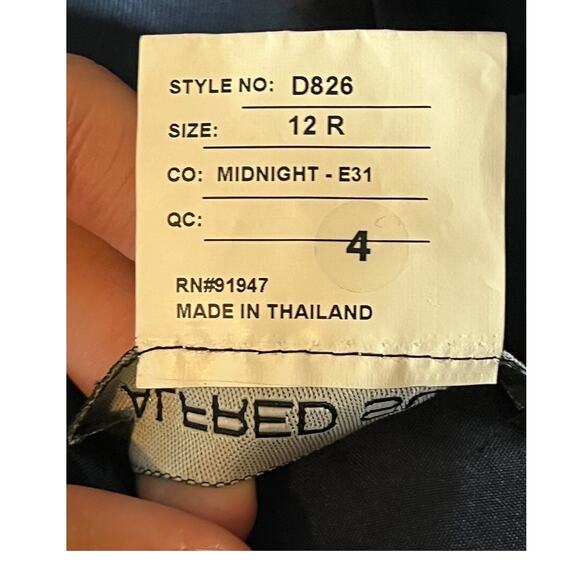 STYLE NO: D826
SIZE: 12 R
CO: MIDNIGHT - E31
QC: 4
RN#91947
MADE IN THAILAND
ALFRED